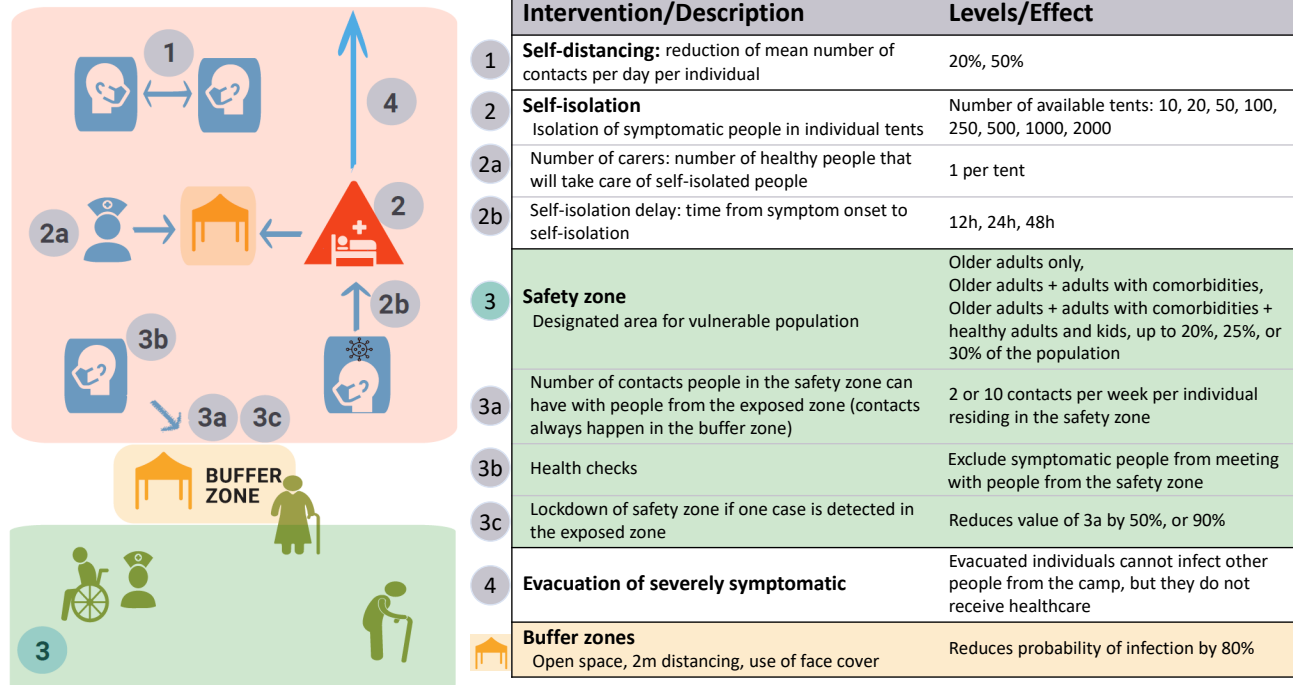 1
4
2
2a
2b
3b
3a
3c
BUFFER
ZONE
3
Intervention/Description
Levels/Effect
1
Self-distancing: reduction of mean number of
contacts per day per individual
20%, 50%
2
Self-isolation
Isolation of symptomatic people in individual tents
Number of available tents: 10, 20, 50, 100,
250, 500, 1000, 2000
2a
Number of carers: number of healthy people that
will take care of self-isolated people
1 per tent
2b
Self-isolation delay: time from symptom onset to
self-isolation
12h, 24h, 48h
3
Safety zone
Designated area for vulnerable population
Older adults only,
Older adults + adults with comorbidities,
Older adults + adults with comorbidities +
healthy adults and kids, up to 20%, 25%, or
30% of the population
3a
Number of contacts people in the safety zone can
have with people from the exposed zone (contacts
always happen in the buffer zone)
2 or 10 contacts per week per individual
residing in the safety zone
3b
Health checks
Exclude symptomatic people from meeting
with people from the safety zone
3c
Lockdown of safety zone if one case is detected in
the exposed zone
Reduces value of 3a by 50%, or 90%
4
Evacuation of severely symptomatic
Evacuated individuals cannot infect other
people from the camp, but they do not
receive healthcare
Buffer zones
Open space, 2m distancing, use of face cover
Reduces probability of infection by 80%